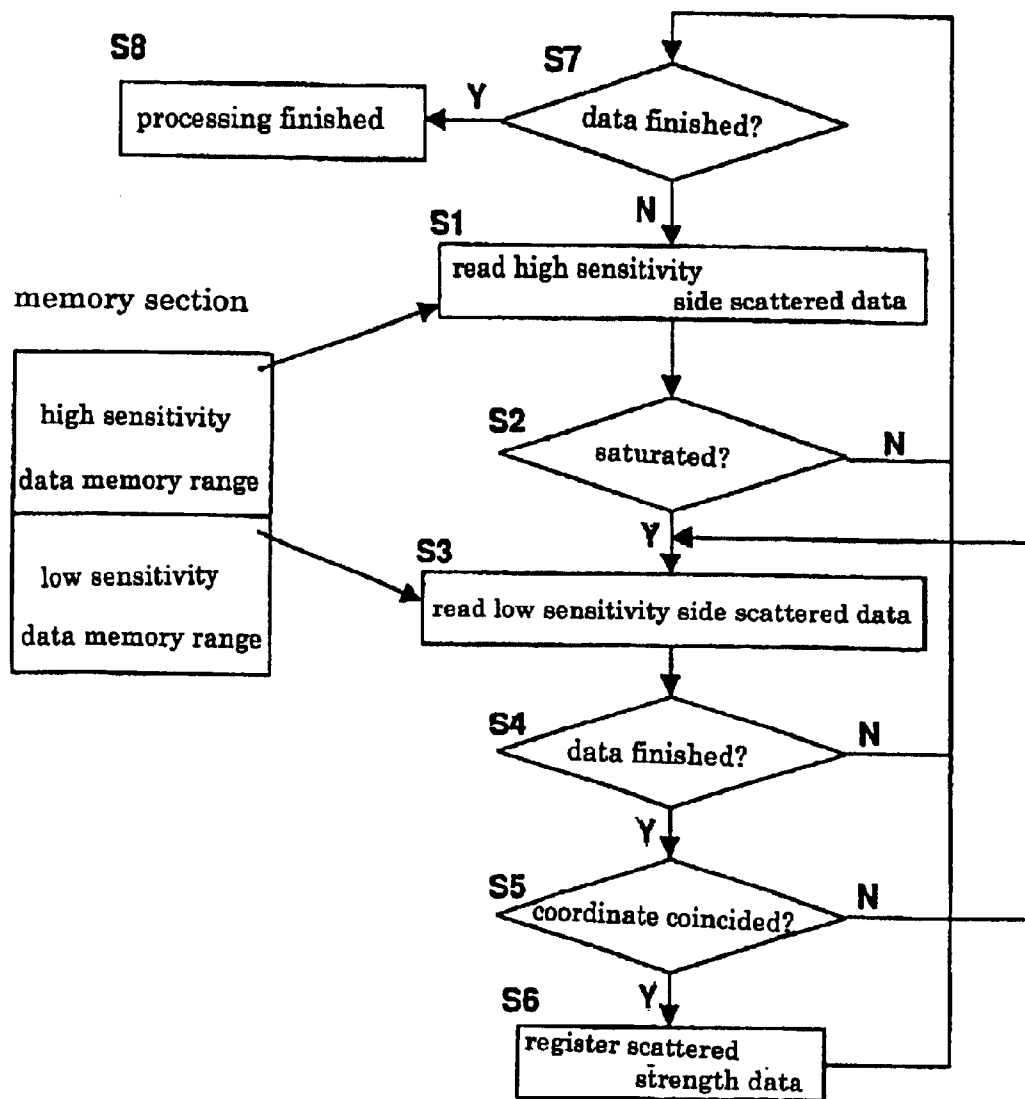 S8
S7
Y
processing finished
data finished?
N
S1
read high sensitivity
side scattered data
memory section
high sensitivity
data memory range
S2
saturated?
N
Y
low sensitivity
data memory range
S3
read low sensitivity side scattered data
S4
data finished?
N
Y
S5
coordinate coincided?
N
Y
S6
register scattered
strength data